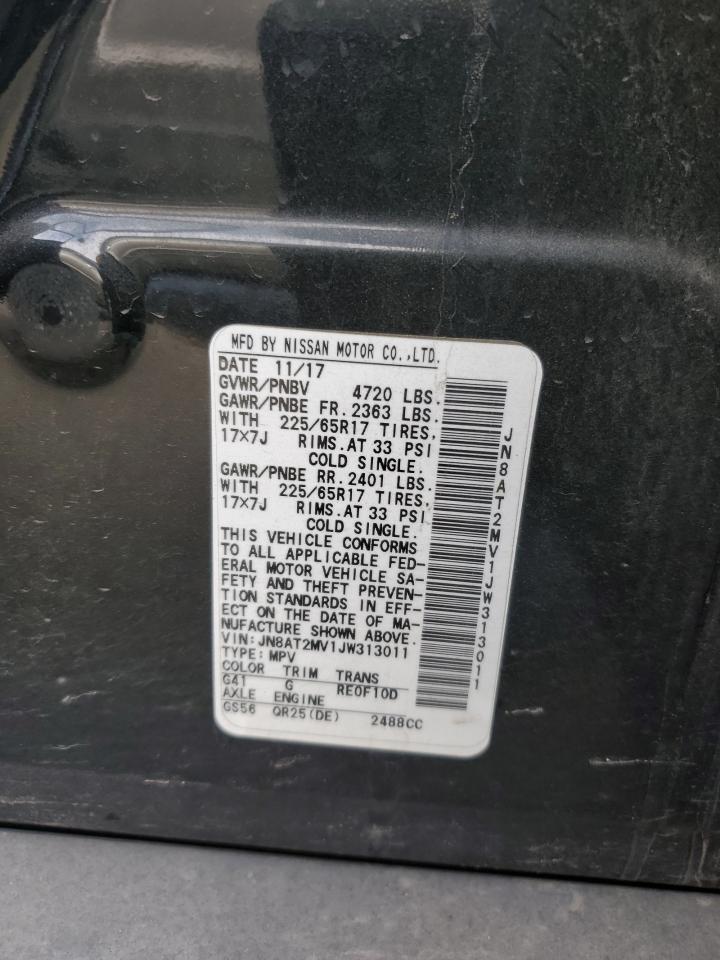 MFD BY NISSAN MOTOR CO.,LTD.
DATE 11/17
GVWR/PNBV 4720 LBS.
GAWR/PNBE FR.2363 LBS.
WITH 225/65R17 TIRES,
17×7J RIMS.AT 33 PSI
COLD SINGLE.
GAWR/PNBE RR.2401 LBS.
WITH 225/65R17 TIRES,
17×7J RIMS.AT 33 PSI
COLD SINGLE.
THIS VEHICLE CONFORMS
TO ALL APPLICABLE FED-
ERAL MOTOR VEHICLE SA-
FETY AND THEFT PREVEN-
TION STANDARDS IN EFF-
ECT ON THE DATE OF MA-
NUFACTURE SHOWN ABOVE.
VIN:JN8AT2MV1JW313011
TYPE:MPV
COLOR TRIM TRANS
G41 G RE0F10D
AXLE ENGINE
GS56 QR25(DE) 2488CC
JN8AT2MV1JW313011